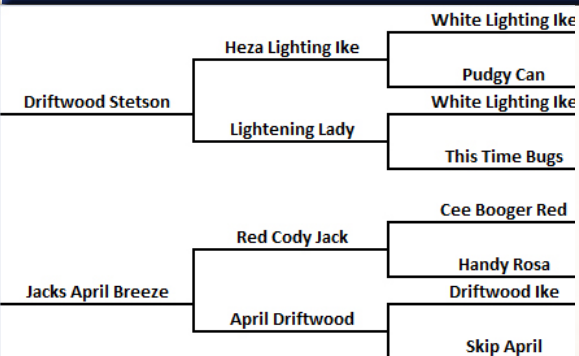 White Lighting Ike
Heza Lighting Ike
Pudgy Can
Driftwood Stetson
White Lighting Ike
Lightening Lady
This Time Bugs
Cee Booger Red
Red Cody Jack
Handy Rosa
Jacks April Breeze
Driftwood Ike
April Driftwood
Skip April